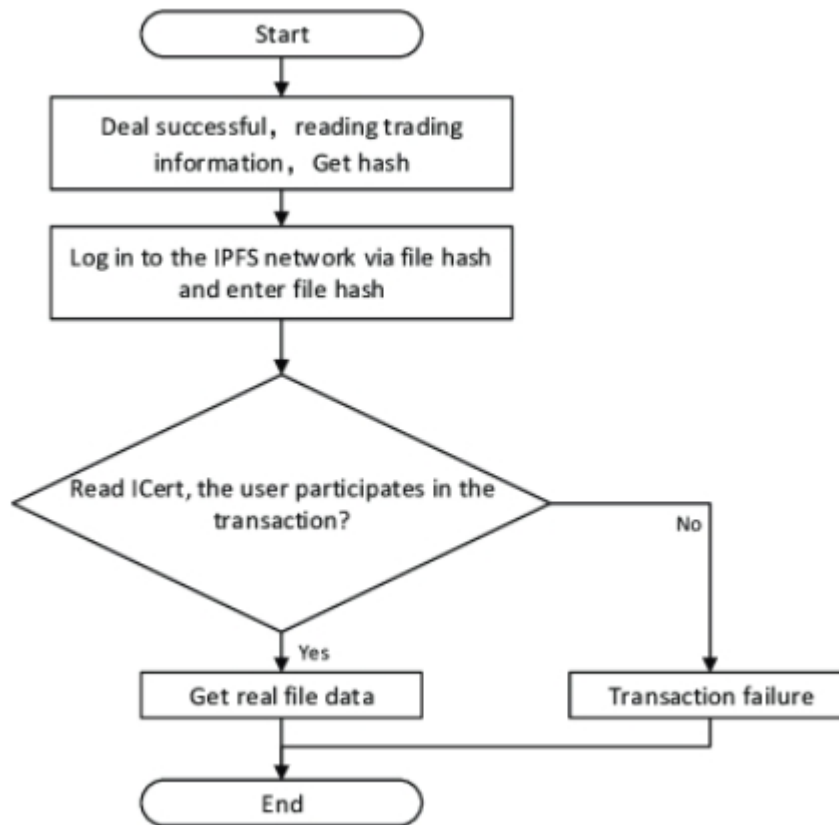 Start
Deal successful，reading trading
information，Get hash
Log in to the IPFS network via file hash
and enter file hash
Read ICert, the user participates in the
transaction?
No
Yes
Get real file data
Transaction failure
End